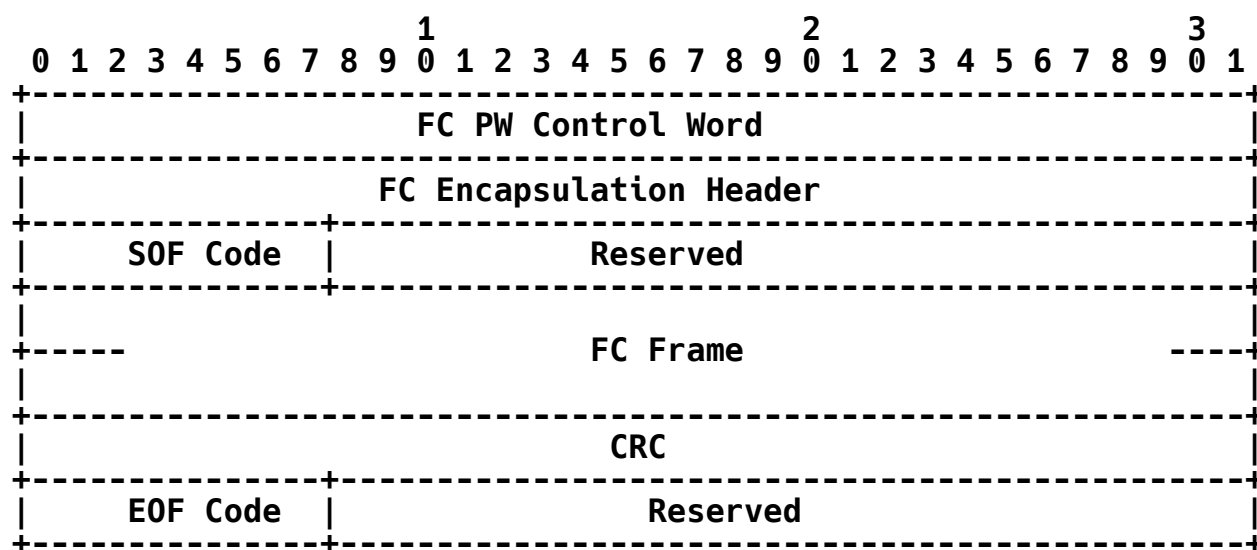 1                   2                   3
 0 1 2 3 4 5 6 7 8 9 0 1 2 3 4 5 6 7 8 9 0 1 2 3 4 5 6 7 8 9 0 1
+---------------------------------------------------------------+
|                    FC PW Control Word                         |
+---------------------------------------------------------------+
|                  FC Encapsulation Header                      |
+---------------+-----------------------------------------------+
|     SOF Code  |             Reserved                          |
+---------------+-----------------------------------------------+
|                                                               |
+-----                        FC Frame                      ----+
|                                                               |
+---------------------------------------------------------------+
|                              CRC                              |
+---------------+-----------------------------------------------+
|     EOF Code  |                Reserved                       |
+---------------+-----------------------------------------------+